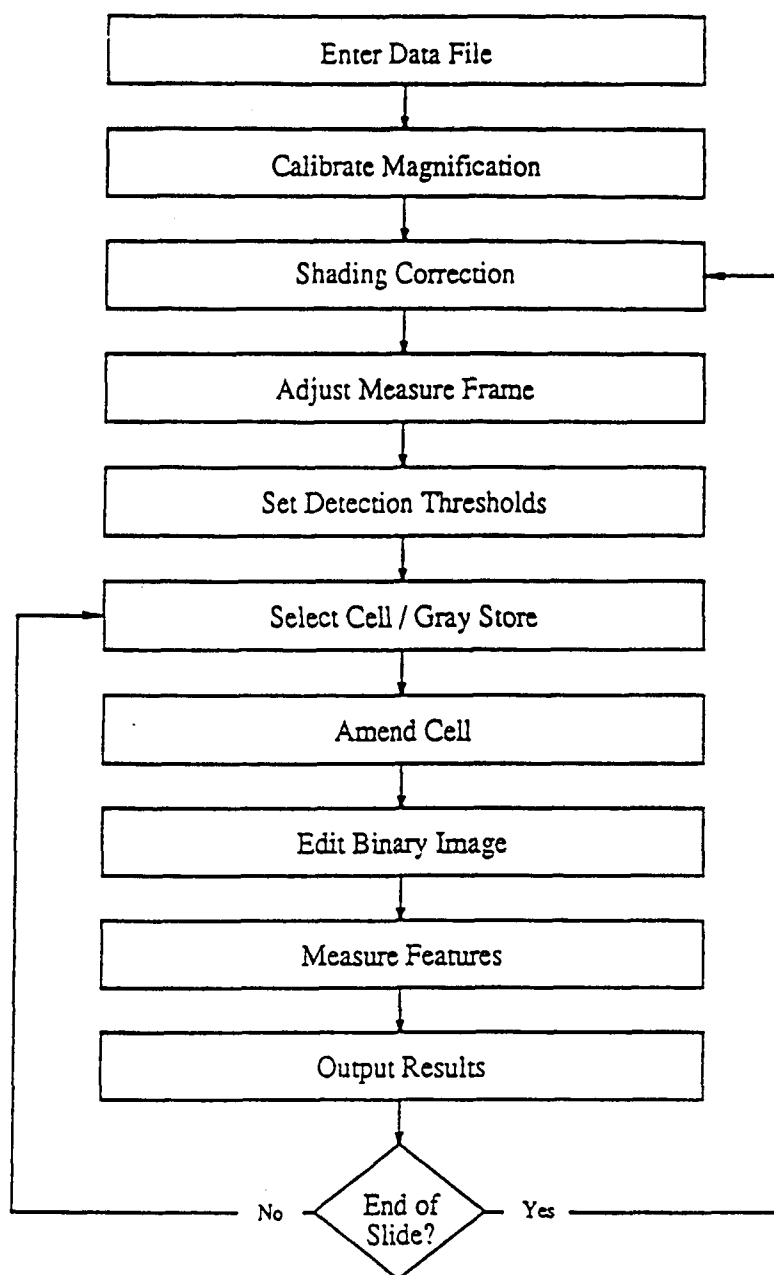 Enter Data File
Calibrate Magnification
Shading Correction
Adjust Measure Frame
Set Detection Thresholds
Select Cell / Gray Store
Amend Cell
Edit Binary Image
Measure Features
Output Results
No
End of
Slide?
Yes